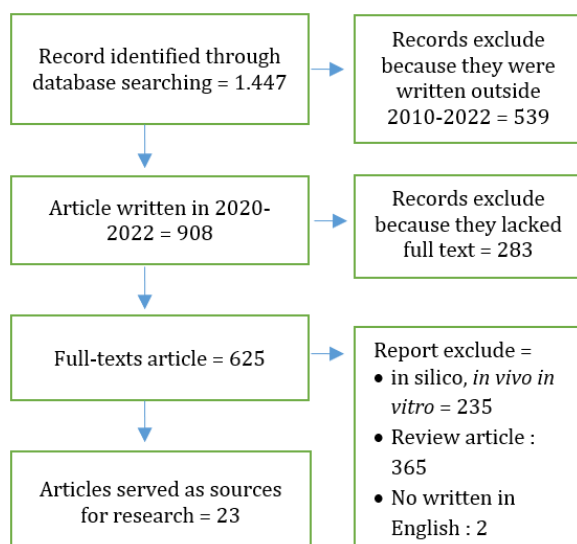 Record identified through
database searching = 1.447
Records exclude
because they were
written outside
2010-2022 = 539
Article written in 2020-
2022 = 908
Records exclude
because they lacked
full text = 283
Full-texts article = 625
Report exclude =
• in silico, in vivo in
vitro = 235
• Review article :
365
• No written in
English : 2
Articles served as sources
for research = 23